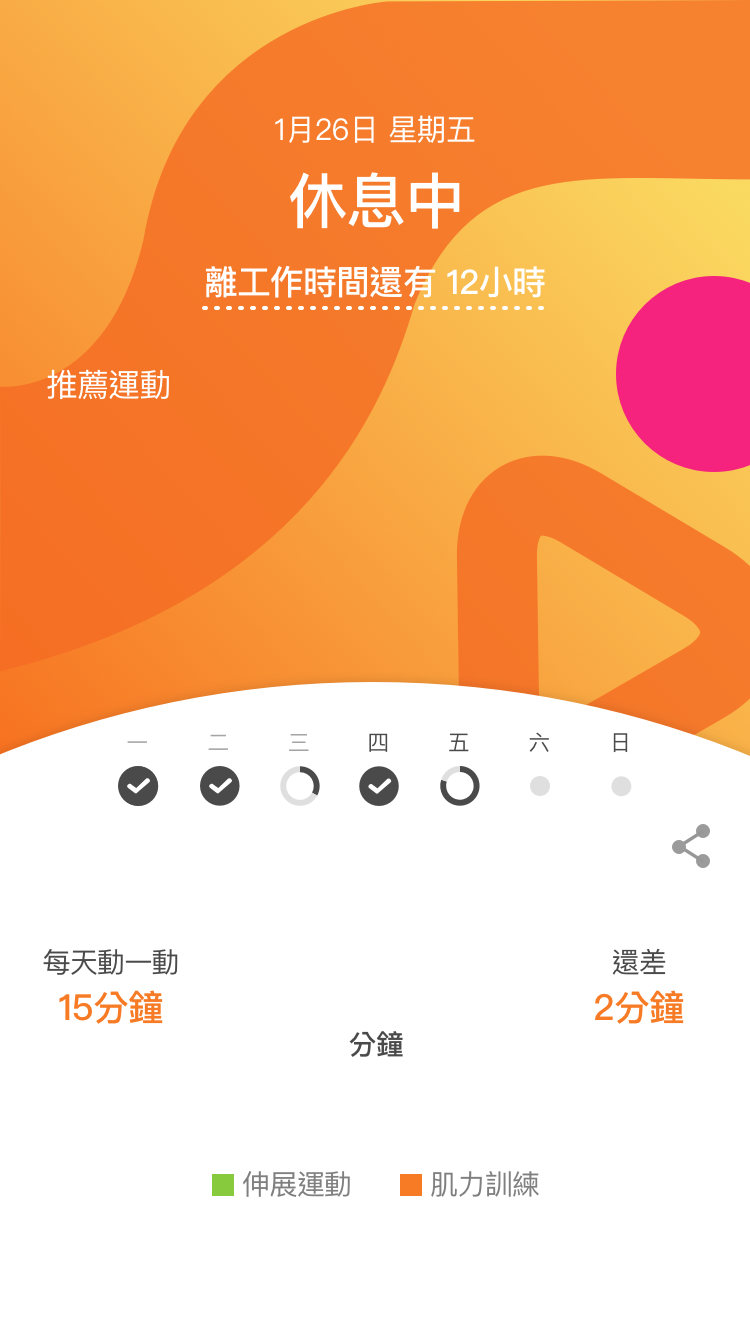 1月26日 星期五
休息中
離工作時間還有 12小時
推薦運動
一 二 三 四 五 六 日
每天動一動 還差
15分鐘 2分鐘
分鐘
伸展運動 肌力訓練